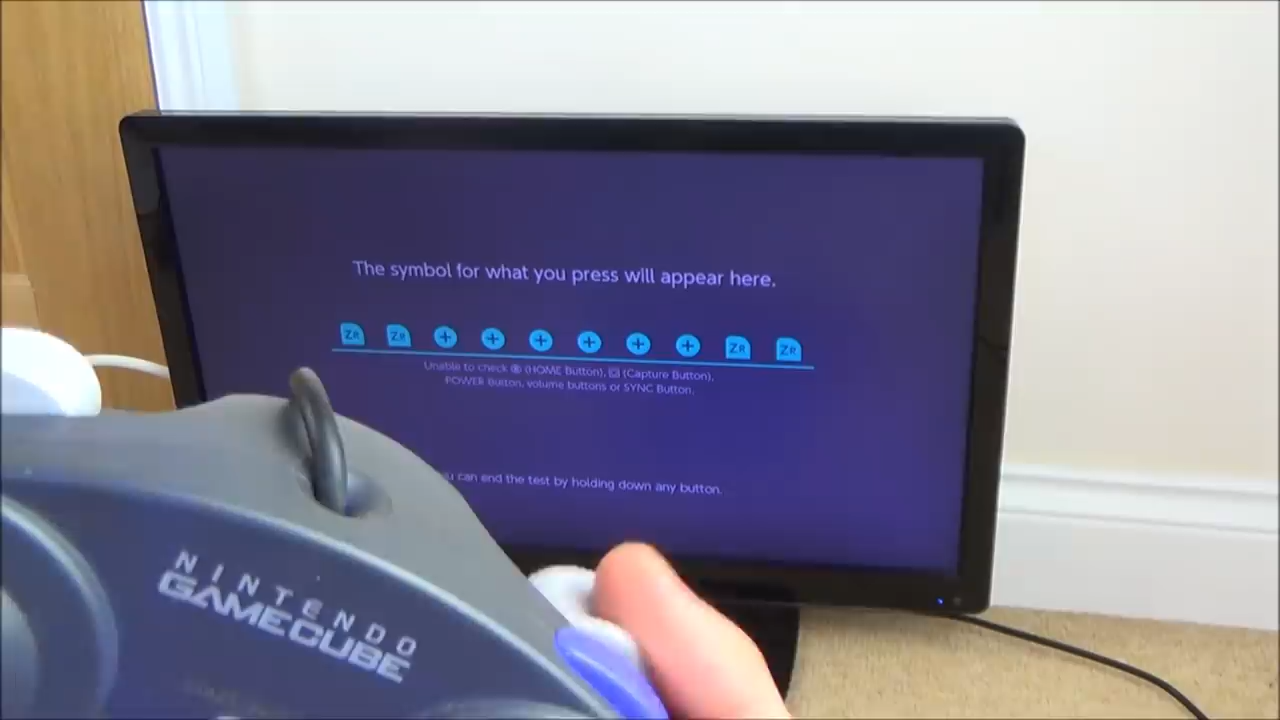 The symbol for what you press will appear here.
ZR ZR + + + + + + ZR ZR
Unable to check (HOME Button), (Capture Button),
POWER Button, volume buttons or SYNC Button.
can end the test by holding down any button.
NINTENDO
GAMECUBE